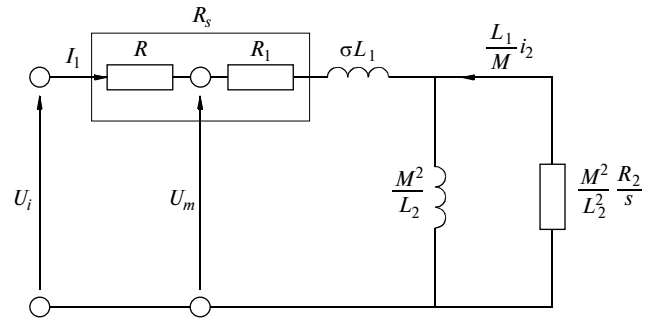 R_s
I_1
R
R_1
σL_1
L_1/M i_2
U_i
U_m
M^2/L_2
M^2/L_2^2 R_2/s